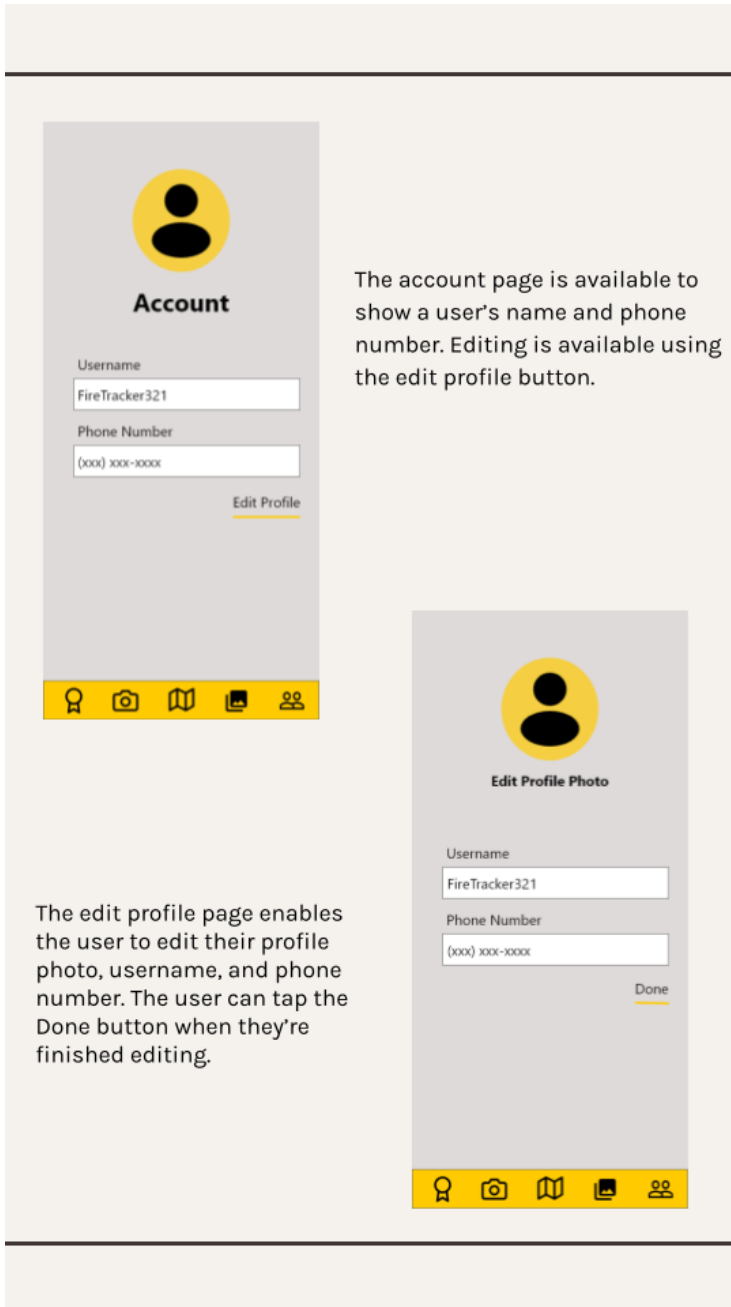 Account
Username
FireTracker321
Phone Number
(xxx) xxx-xxxx
Edit Profile
The account page is available to
show a user’s name and phone
number. Editing is available using
the edit profile button.
The edit profile page enables
the user to edit their profile
photo, username, and phone
number. The user can tap the
Done button when they’re
finished editing.
Edit Profile Photo
Username
FireTracker321
Phone Number
(xxx) xxx-xxxx
Done